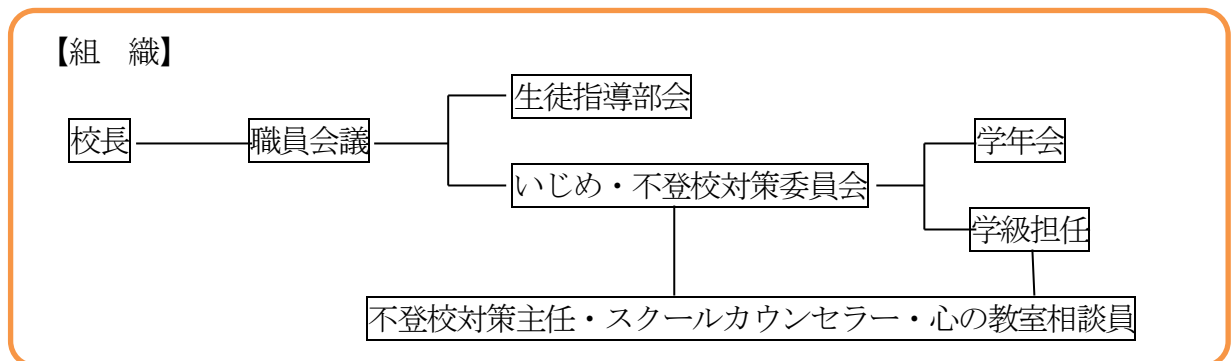 【組　織】
生徒指導部会
校長
職員会議
学年会
いじめ・不登校対策委員会
学級担任
不登校対策主任・スクールカウンセラー・心の教室相談員